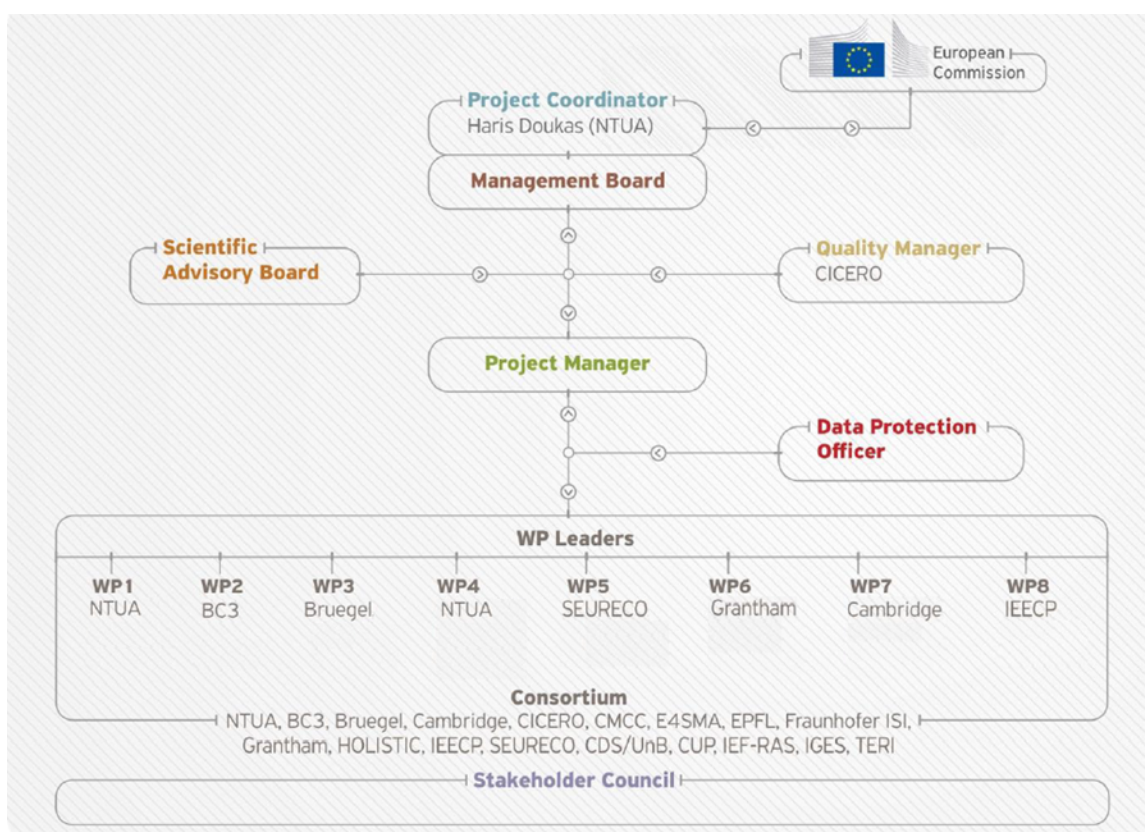 European
Commission
Project Coordinator
Haris Doukas (NTUA)
Management Board
Scientific
Advisory Board
Quality Manager
CICERO
Project Manager
Data Protection
Officer
WP Leaders
WP1 WP2 WP3 WP4 WP5 WP6 WP7 WP8
NTUA BC3 Bruegel NTUA SEURECO Grantham Cambridge IEECP
Consortium
NTUA, BC3, Bruegel, Cambridge, CICERO, CMCC, E4SMA, EPFL, Fraunhofer ISI,
Grantham, HOLISTIC, IEECP, SEURECO, CDS/UnB, CUP, IEF-RAS, IGES, TERI
Stakeholder Council